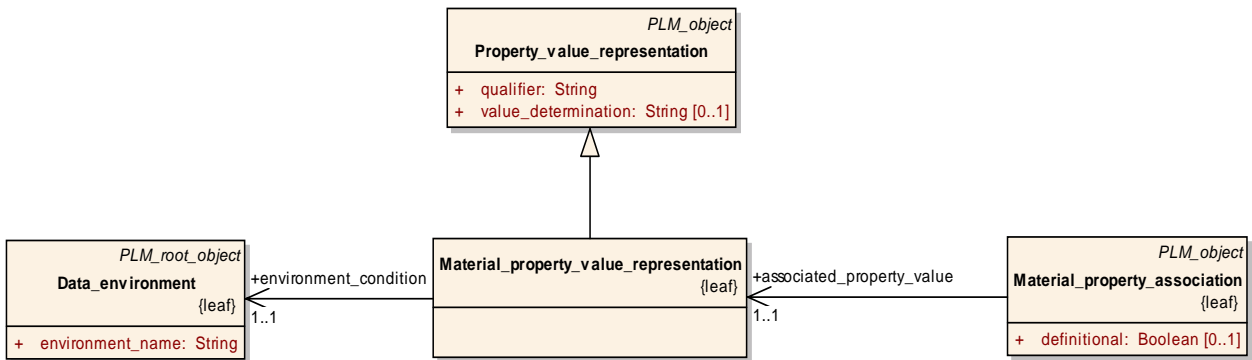 PLM_object
Property_value_representation
+ qualifier: String
+ value_determination: String [0..1]
PLM_root_object
Data_environment
{leaf}
+ environment_name: String
+environment_condition
1..1
Material_property_value_representation
{leaf}
+associated_property_value
1..1
PLM_object
Material_property_association
{leaf}
+ definitional: Boolean [0..1]